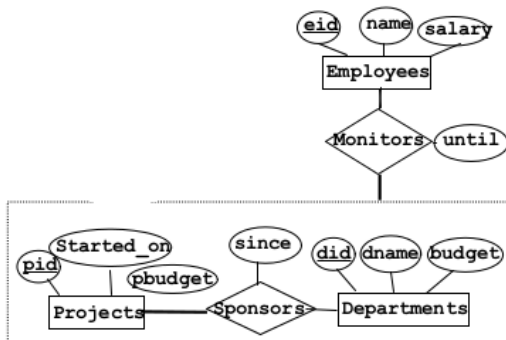 eid name salary
Employees
Monitors until
Started_on since
pid did dname budget
pbudget
Projects Sponsors Departments